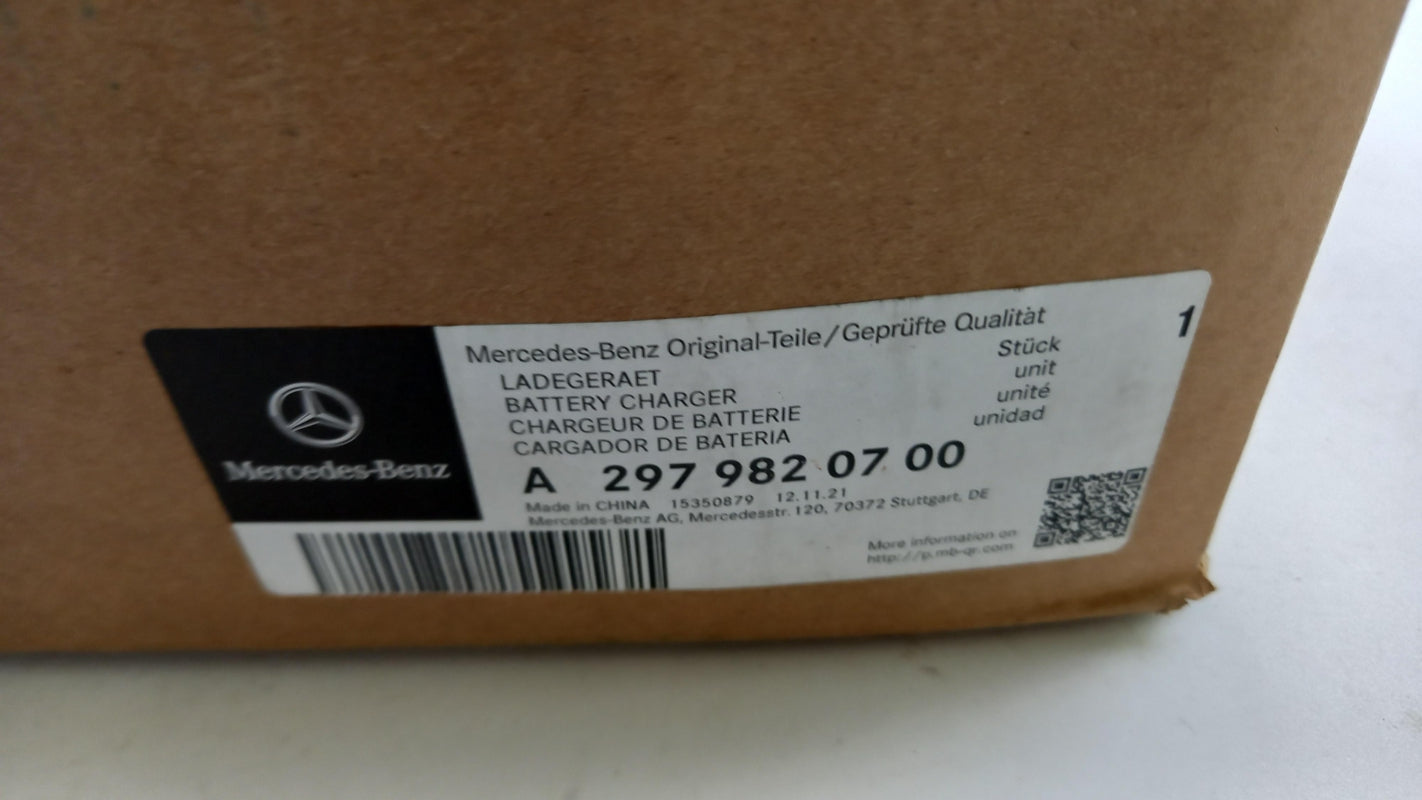 Mercedes-Benz
Mercedes-Benz Original-Teile/Geprüfte Qualität
LADEGERAET
BATTERY CHARGER
CHARGEUR DE BATTERIE
CARGADOR DE BATERIA
Stück
unit
unité
unidad
1
A 297 982 07 00
Made in CHINA 15350879 12.11.21
Mercedes-Benz AG, Mercedesstr. 120, 70372 Stuttgart, DE
More information on
http://p.mb-qr.com